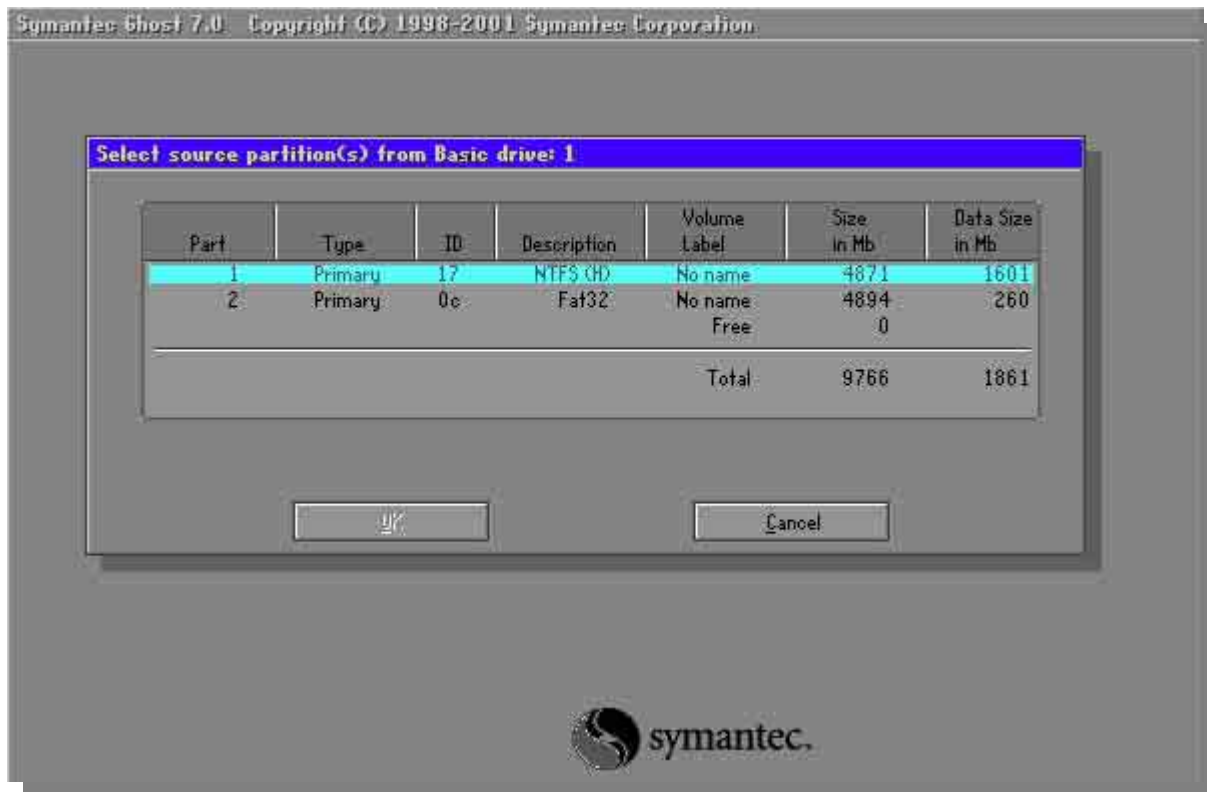 Symantec Ghost 7.0 Copyright (C) 1998-2001 Symantec Corporation
Select source partition(s) from Basic drive: 1
Part Type ID Description Volume Label Size in Mb Data Size in Mb
1 Primary 17 NTFS (H) No name 4871 1601
2 Primary 0c Fat32 No name 4894 260
Free 0
Total 9766 1861
OK Cancel
symantec.